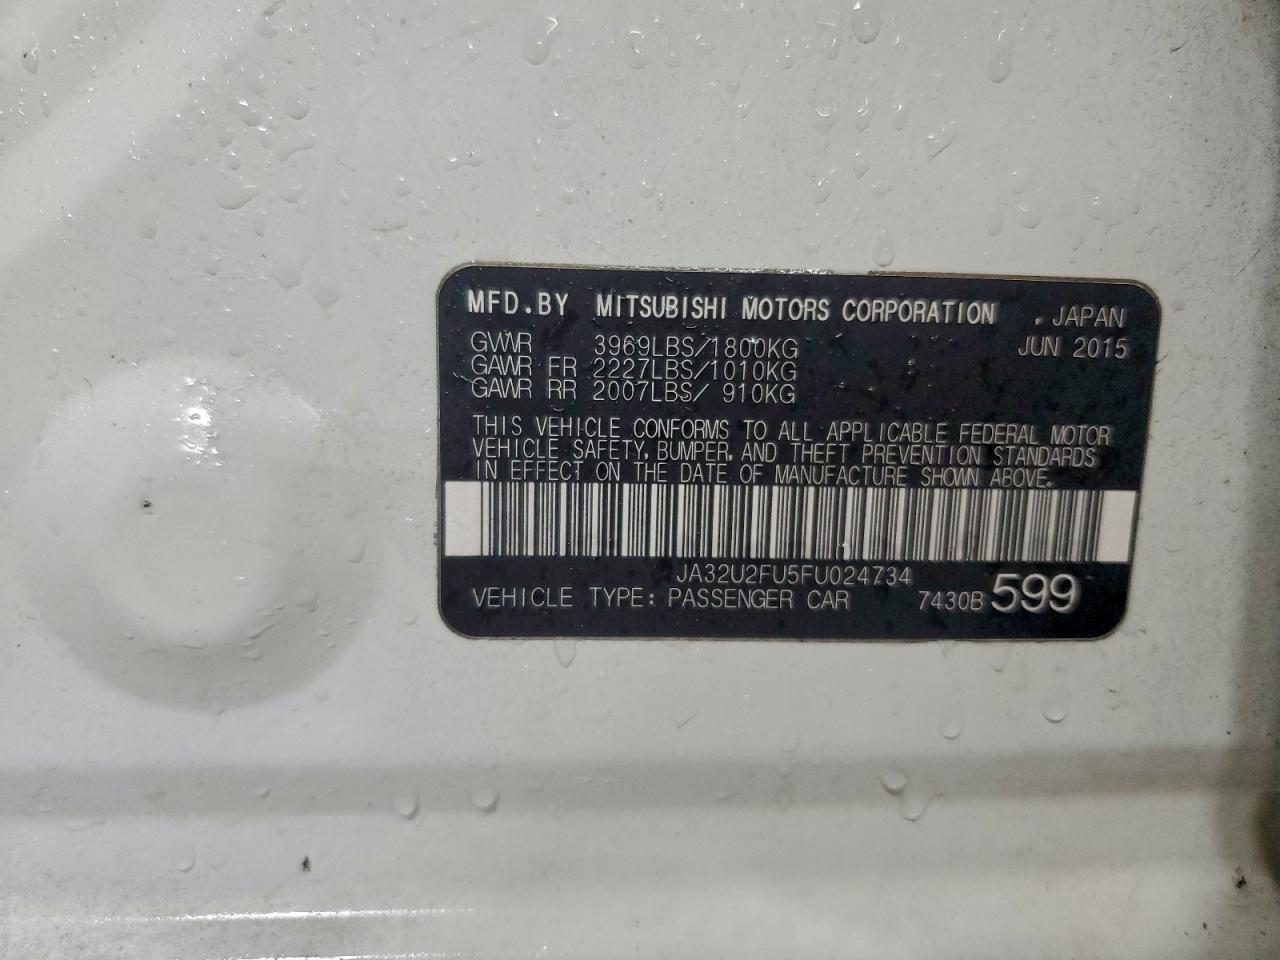 MFD.BY MITSUBISHI MOTORS CORPORATION . JAPAN
GVWR 3969LBS/1800KG JUN 2015
GAWR FR 2227LBS/1010KG
GAWR RR 2007LBS/ 910KG
THIS VEHICLE CONFORMS TO ALL APPLICABLE FEDERAL MOTOR
VEHICLE SAFETY, BUMPER, AND THEFT PREVENTION STANDARDS
IN EFFECT ON THE DATE OF MANUFACTURE SHOWN ABOVE.
JA32U2FU5FU024734
VEHICLE TYPE: PASSENGER CAR 7430B 599